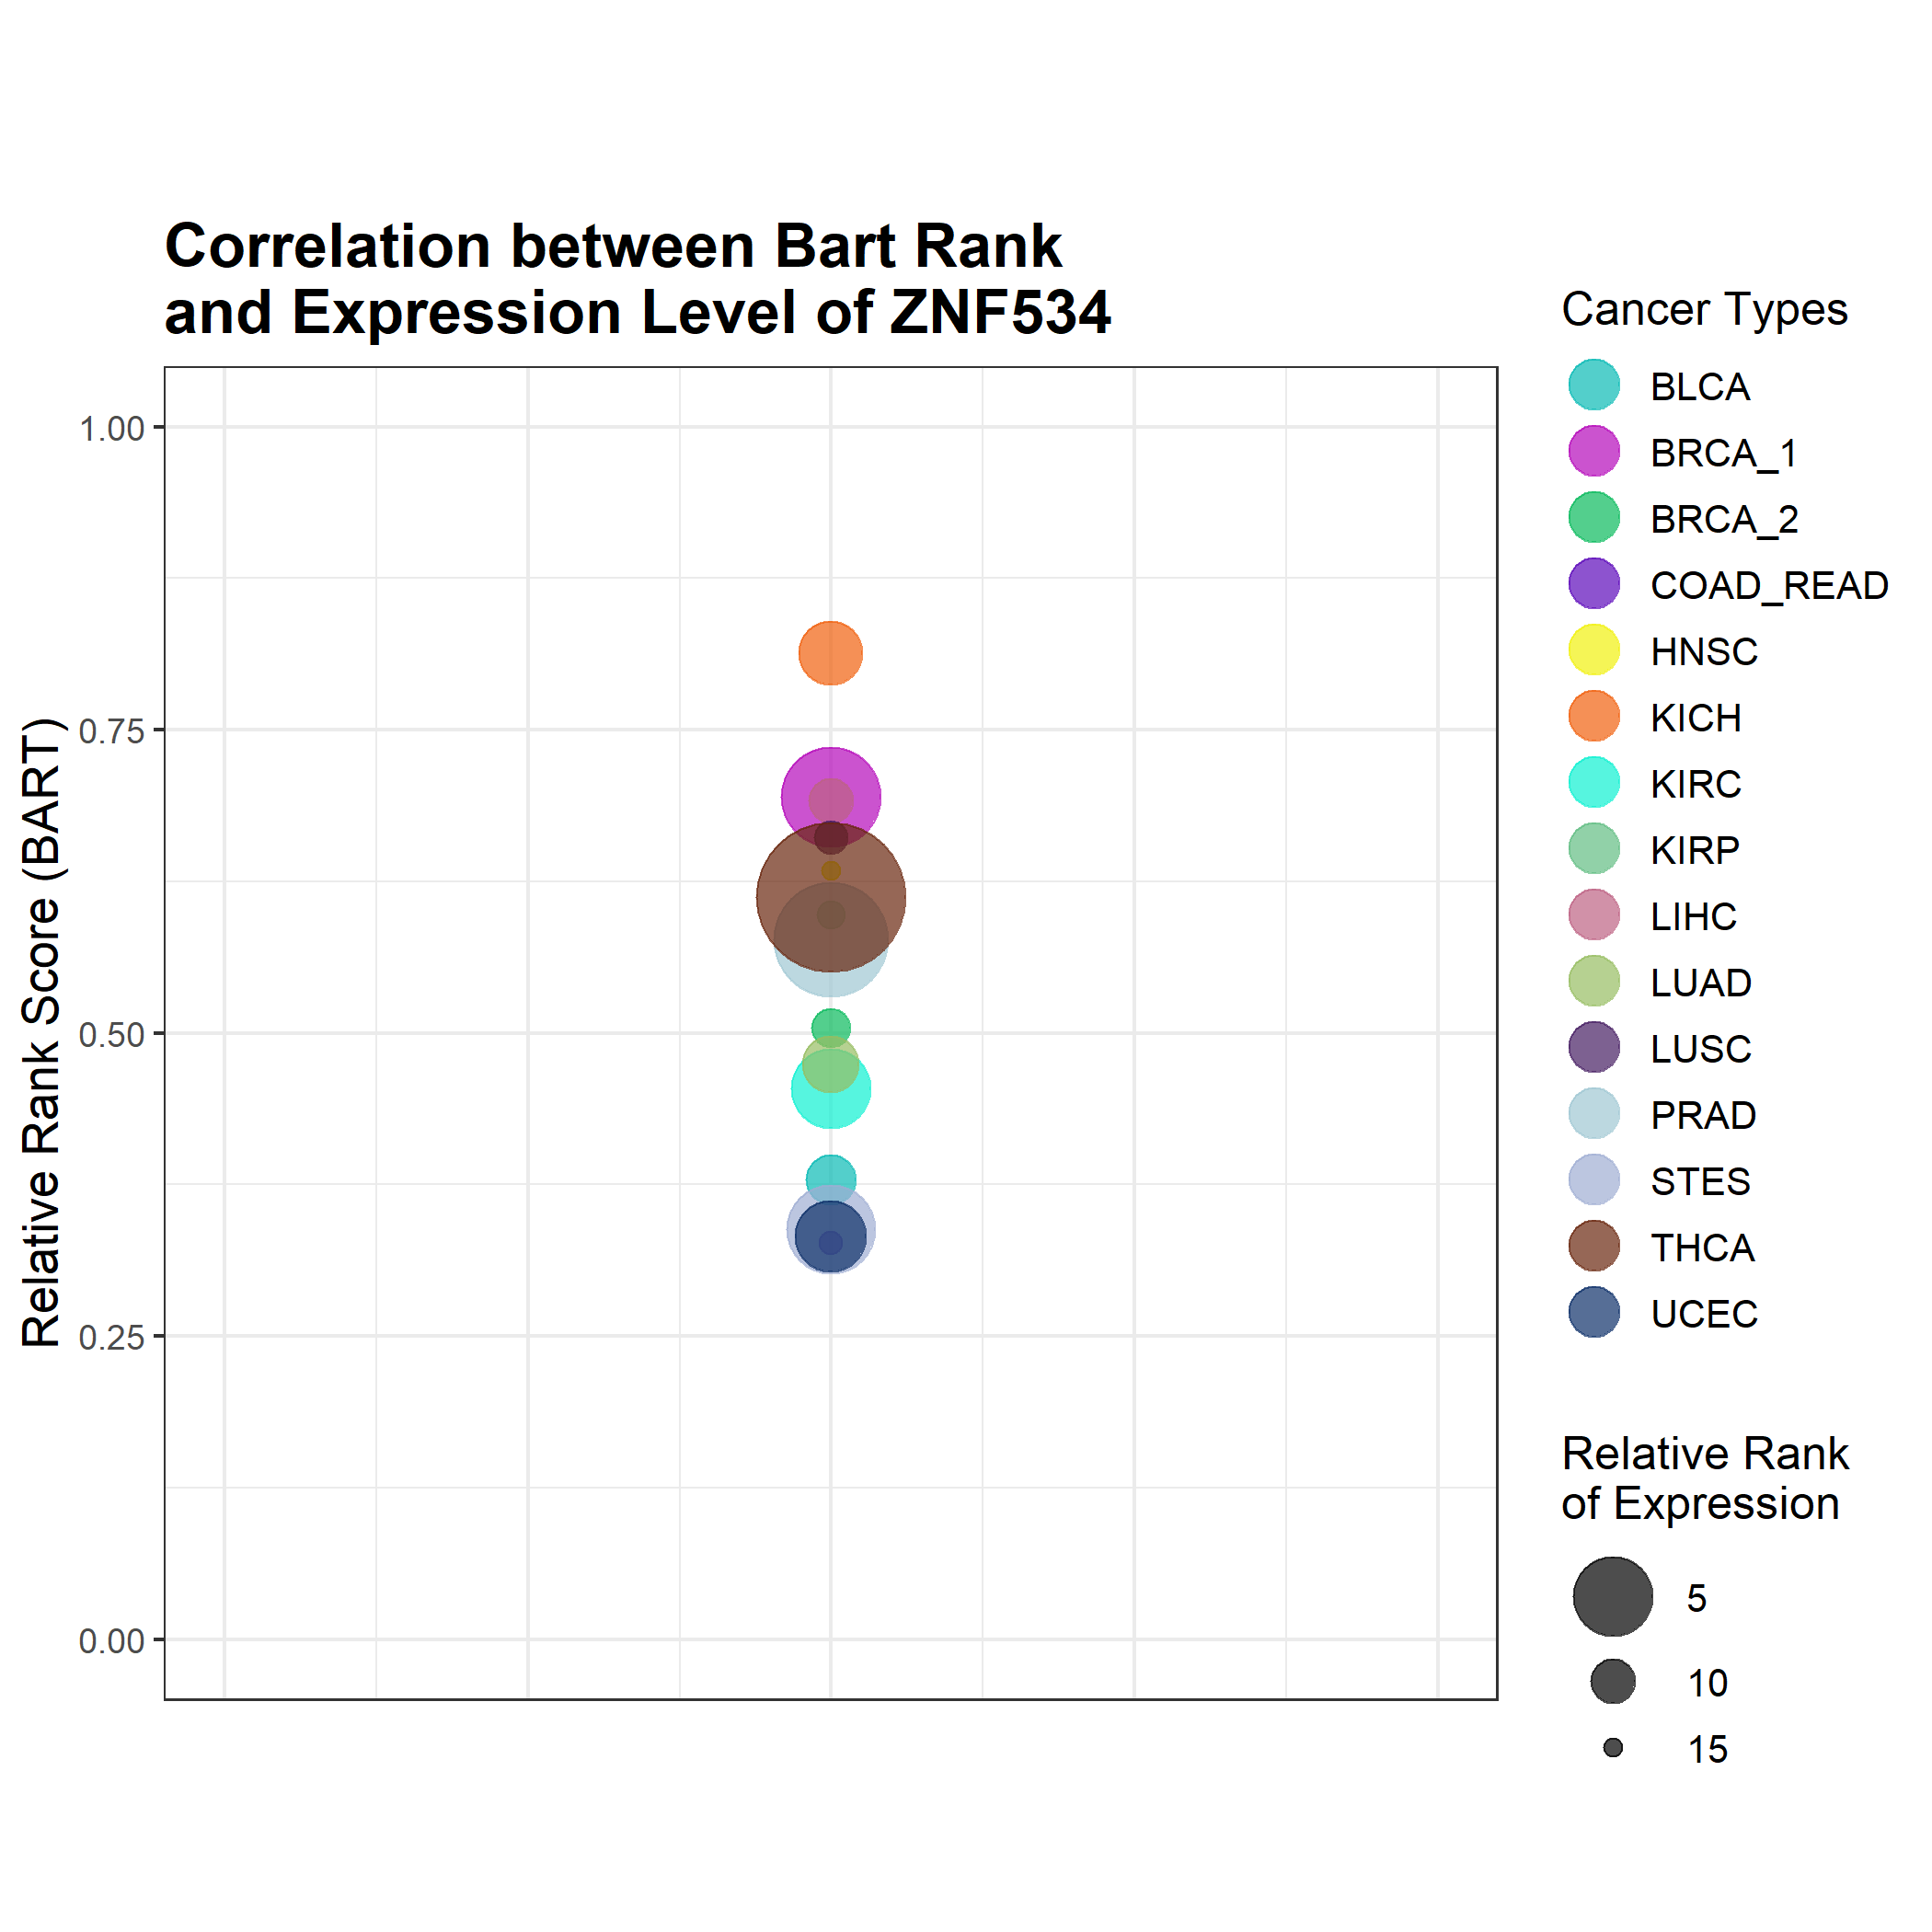 Correlation between Bart Rank
and Expression Level of ZNF534
Relative Rank Score (BART)
1.00
0.75
0.50
0.25
0.00
Cancer Types
BLCA
BRCA_1
BRCA_2
COAD_READ
HNSC
KICH
KIRC
KIRP
LIHC
LUAD
LUSC
PRAD
STES
THCA
UCEC
Relative Rank
of Expression
5
10
15